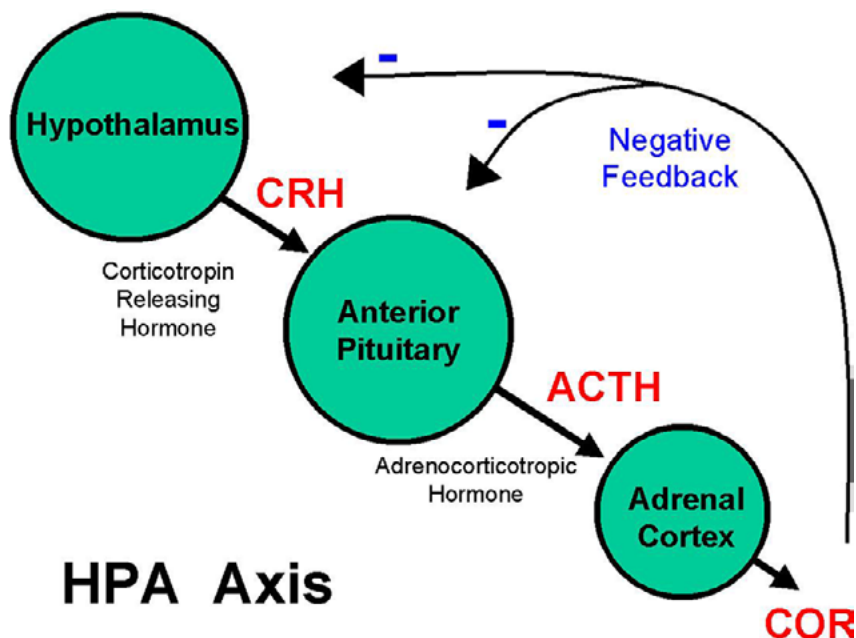 -
-
Hypothalamus
Negative
Feedback
CRH
Corticotropin
Releasing
Hormone
Anterior
Pituitary
ACTH
Adrenocorticotropic
Hormone
Adrenal
Cortex
HPA Axis
COR